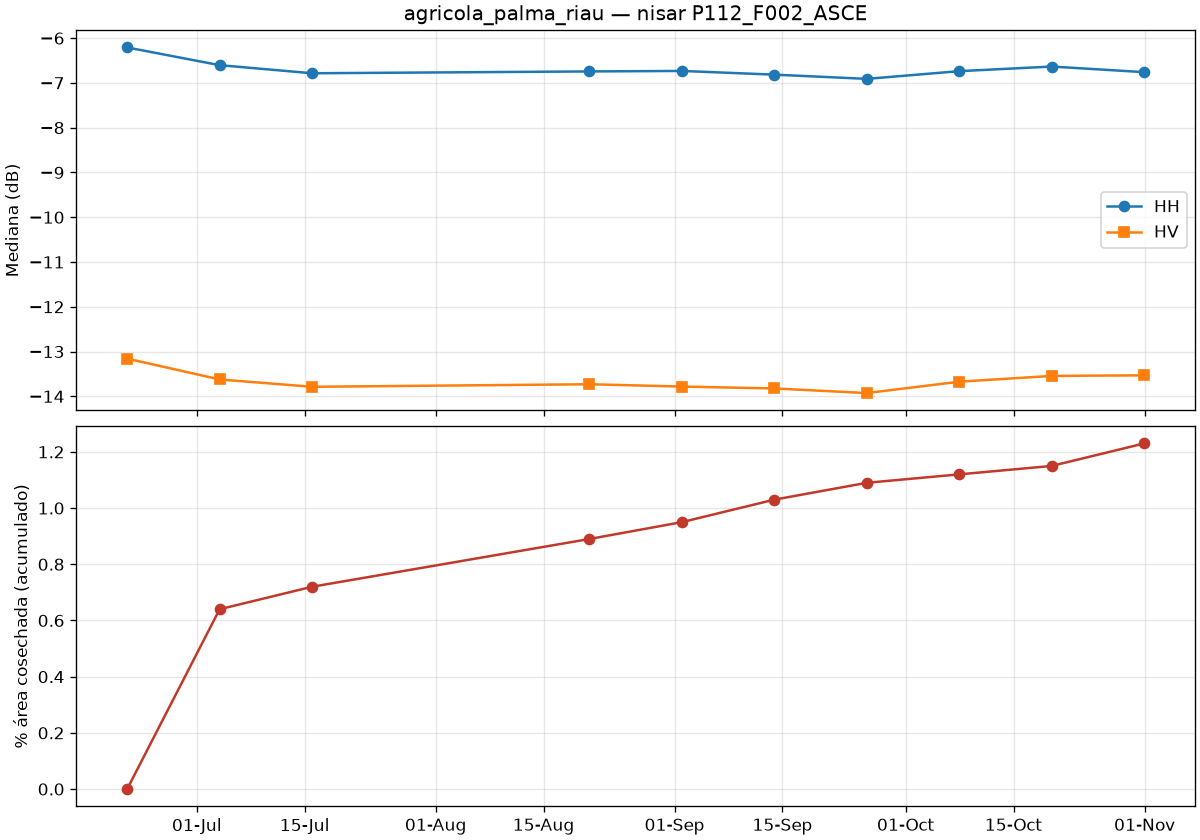 agricola_palma_riau — nisar P112_F002_ASCE
Mediana (dB)
−6
−7
−8
−9
−10
−11
−12
−13
−14
HH
HV
% área cosechada (acumulado)
1.2
1.0
0.8
0.6
0.4
0.2
0.0
01-Jul 15-Jul 01-Aug 15-Aug 01-Sep 15-Sep 01-Oct 15-Oct 01-Nov